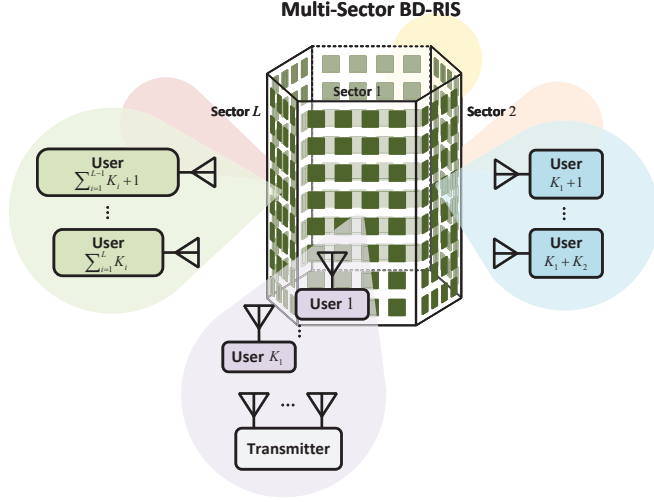 Multi-Sector BD-RIS
Sector 1
Sector L
Sector 2
User
∑_{i=1}^{L-1} K_i + 1
⋮
User
∑_{i=1}^{L} K_i
User
K_1 + 1
⋮
User
K_1 + K_2
User 1
⋮
User K_1
...
Transmitter